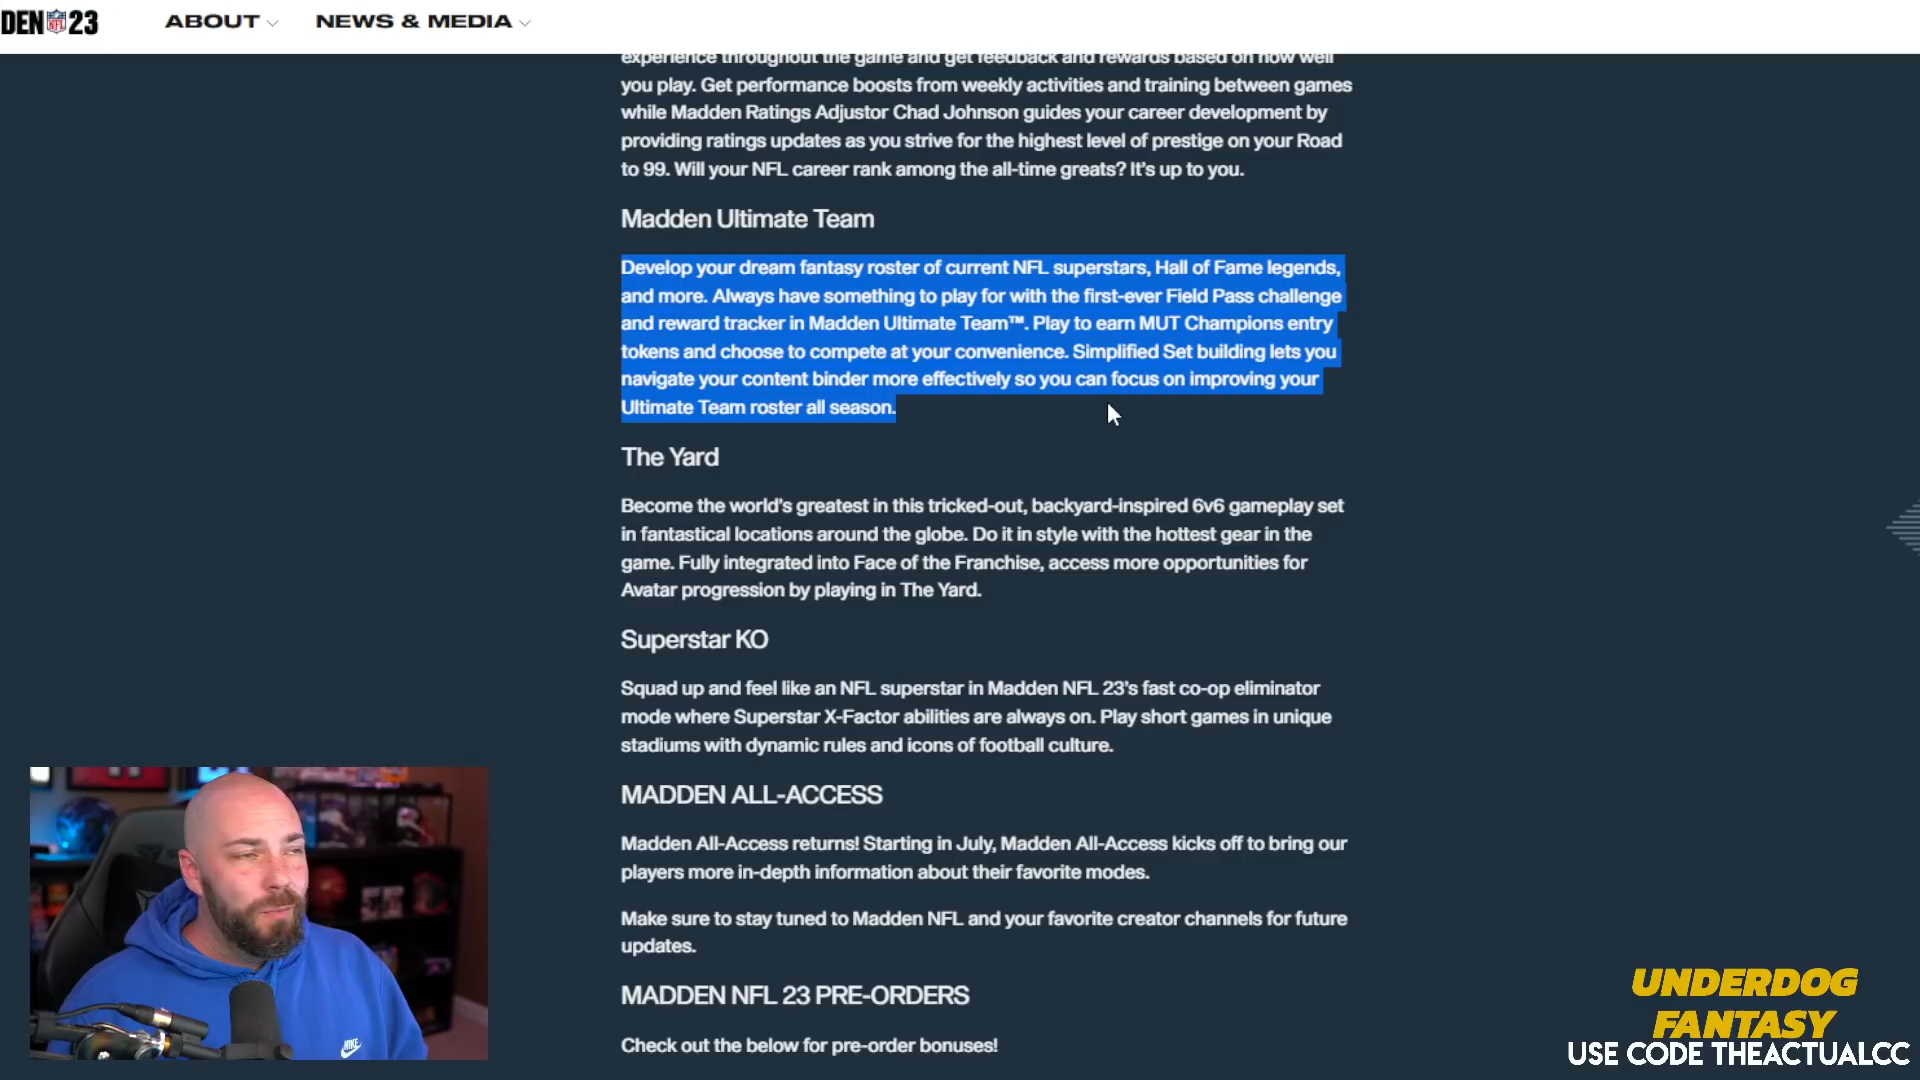 DEN NFL 23
ABOUT
NEWS & MEDIA
experience throughout the game and get feedback and rewards based on how well
you play. Get performance boosts from weekly activities and training between games
while Madden Ratings Adjustor Chad Johnson guides your career development by
providing ratings updates as you strive for the highest level of prestige on your Road
to 99. Will your NFL career rank among the all-time greats? It's up to you.
Madden Ultimate Team
Develop your dream fantasy roster of current NFL superstars, Hall of Fame legends,
and more. Always have something to play for with the first-ever Field Pass challenge
and reward tracker in Madden Ultimate Team™. Play to earn MUT Champions entry
tokens and choose to compete at your convenience. Simplified Set building lets you
navigate your content binder more effectively so you can focus on improving your
Ultimate Team roster all season.
The Yard
Become the world's greatest in this tricked-out, backyard-inspired 6v6 gameplay set
in fantastical locations around the globe. Do it in style with the hottest gear in the
game. Fully integrated into Face of the Franchise, access more opportunities for
Avatar progression by playing in The Yard.
Superstar KO
Squad up and feel like an NFL superstar in Madden NFL 23's fast co-op eliminator
mode where Superstar X-Factor abilities are always on. Play short games in unique
stadiums with dynamic rules and icons of football culture.
MADDEN ALL-ACCESS
Madden All-Access returns! Starting in July, Madden All-Access kicks off to bring our
players more in-depth information about their favorite modes.
Make sure to stay tuned to Madden NFL and your favorite creator channels for future
updates.
MADDEN NFL 23 PRE-ORDERS
Check out the below for pre-order bonuses!
NIKE
UNDERDOG
FANTASY
USE CODE THEACTUALCC